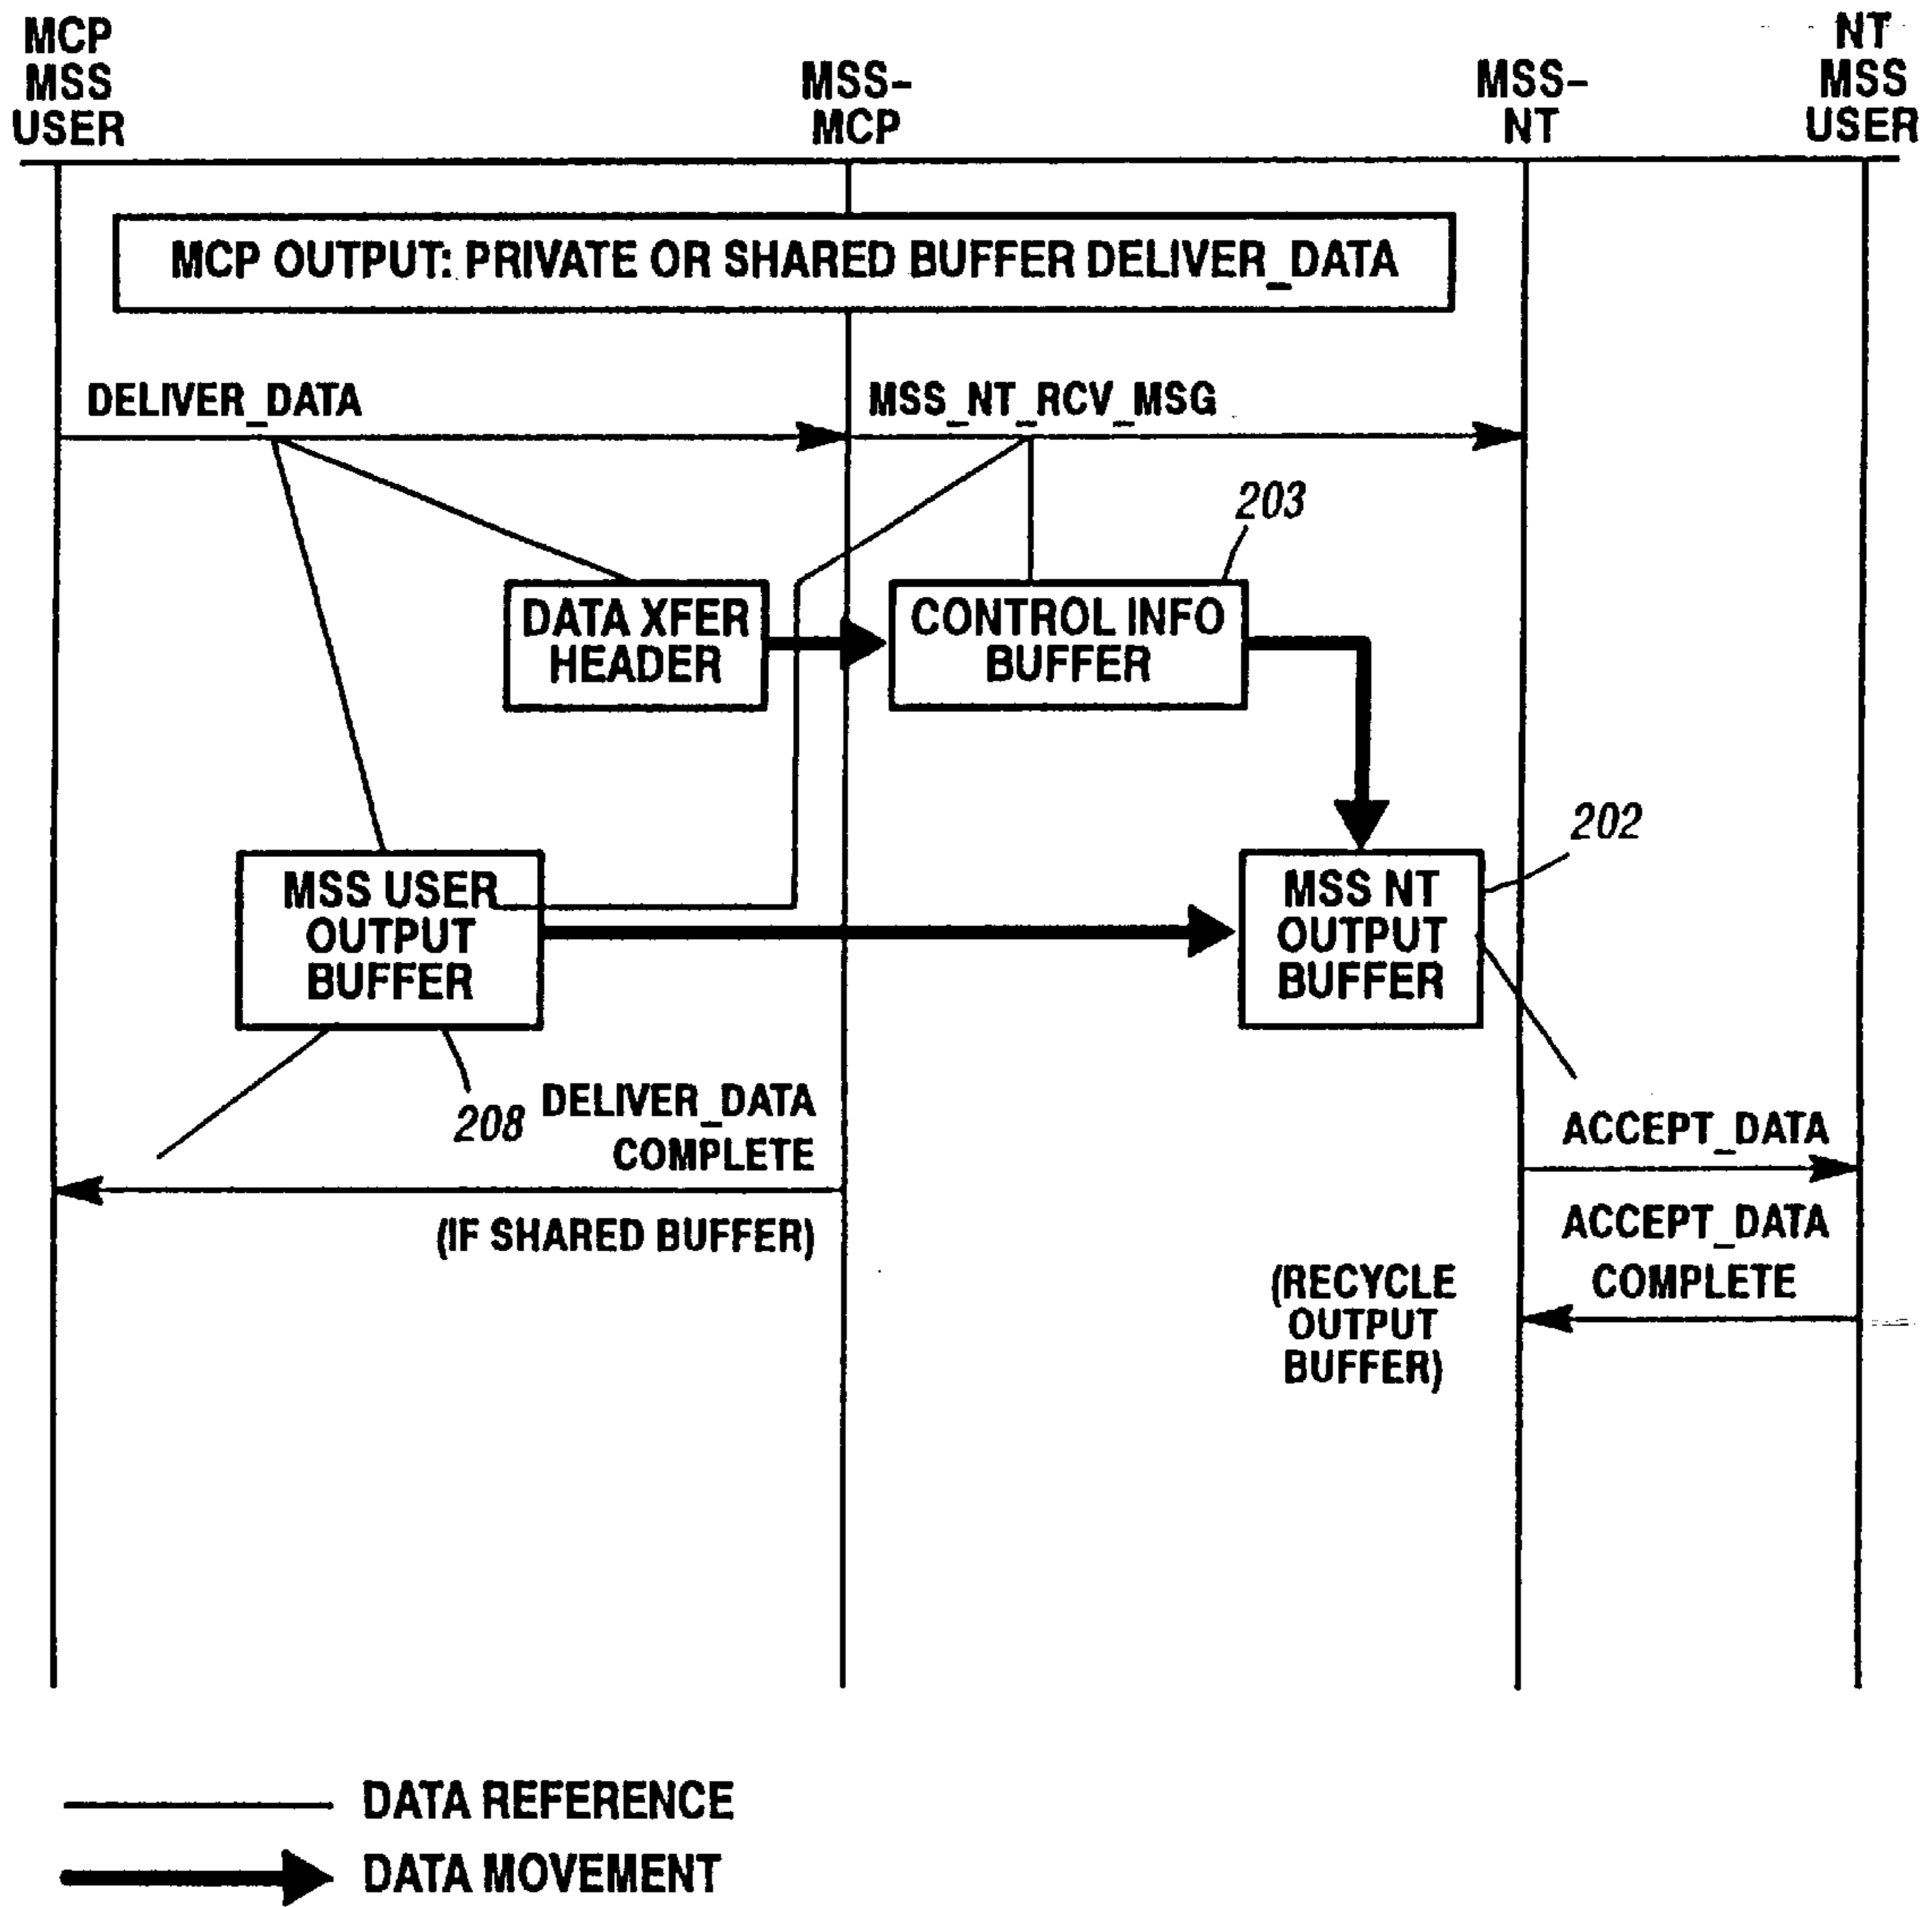 MCP
MSS
USER
MSS-
MCP
MSS-
NT
NT
MSS
USER
MCP OUTPUT: PRIVATE OR SHARED BUFFER DELIVER_DATA
DELIVER_DATA
MSS_NT_RCV_MSG
203
DATA XFER
HEADER
CONTROL INFO
BUFFER
202
MSS USER
OUTPUT
BUFFER
MSS NT
OUTPUT
BUFFER
208
DELIVER_DATA
COMPLETE
(IF SHARED BUFFER)
ACCEPT_DATA
ACCEPT_DATA
COMPLETE
(RECYCLE
OUTPUT
BUFFER)
DATA REFERENCE
DATA MOVEMENT